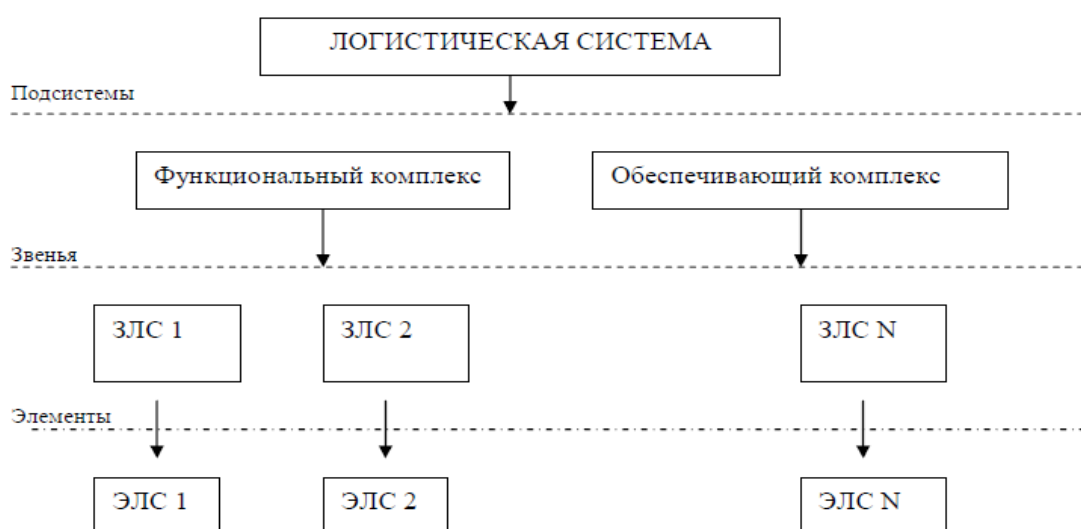 ЛОГИСТИЧЕСКАЯ СИСТЕМА
Подсистемы
Функциональный комплекс
Обеспечивающий комплекс
Звенья
ЗЛС 1
ЗЛС 2
ЗЛС N
Элементы
ЭЛС 1
ЭЛС 2
ЭЛС N